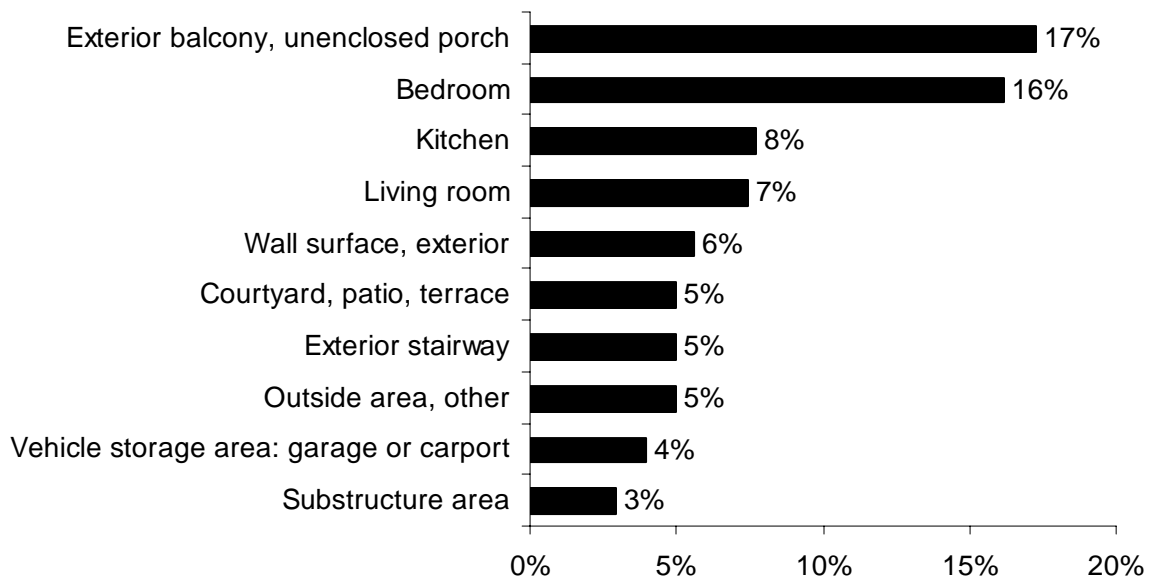 Exterior balcony, unenclosed porch 17%
Bedroom 16%
Kitchen 8%
Living room 7%
Wall surface, exterior 6%
Courtyard, patio, terrace 5%
Exterior stairway 5%
Outside area, other 5%
Vehicle storage area: garage or carport 4%
Substructure area 3%
0% 5% 10% 15% 20%